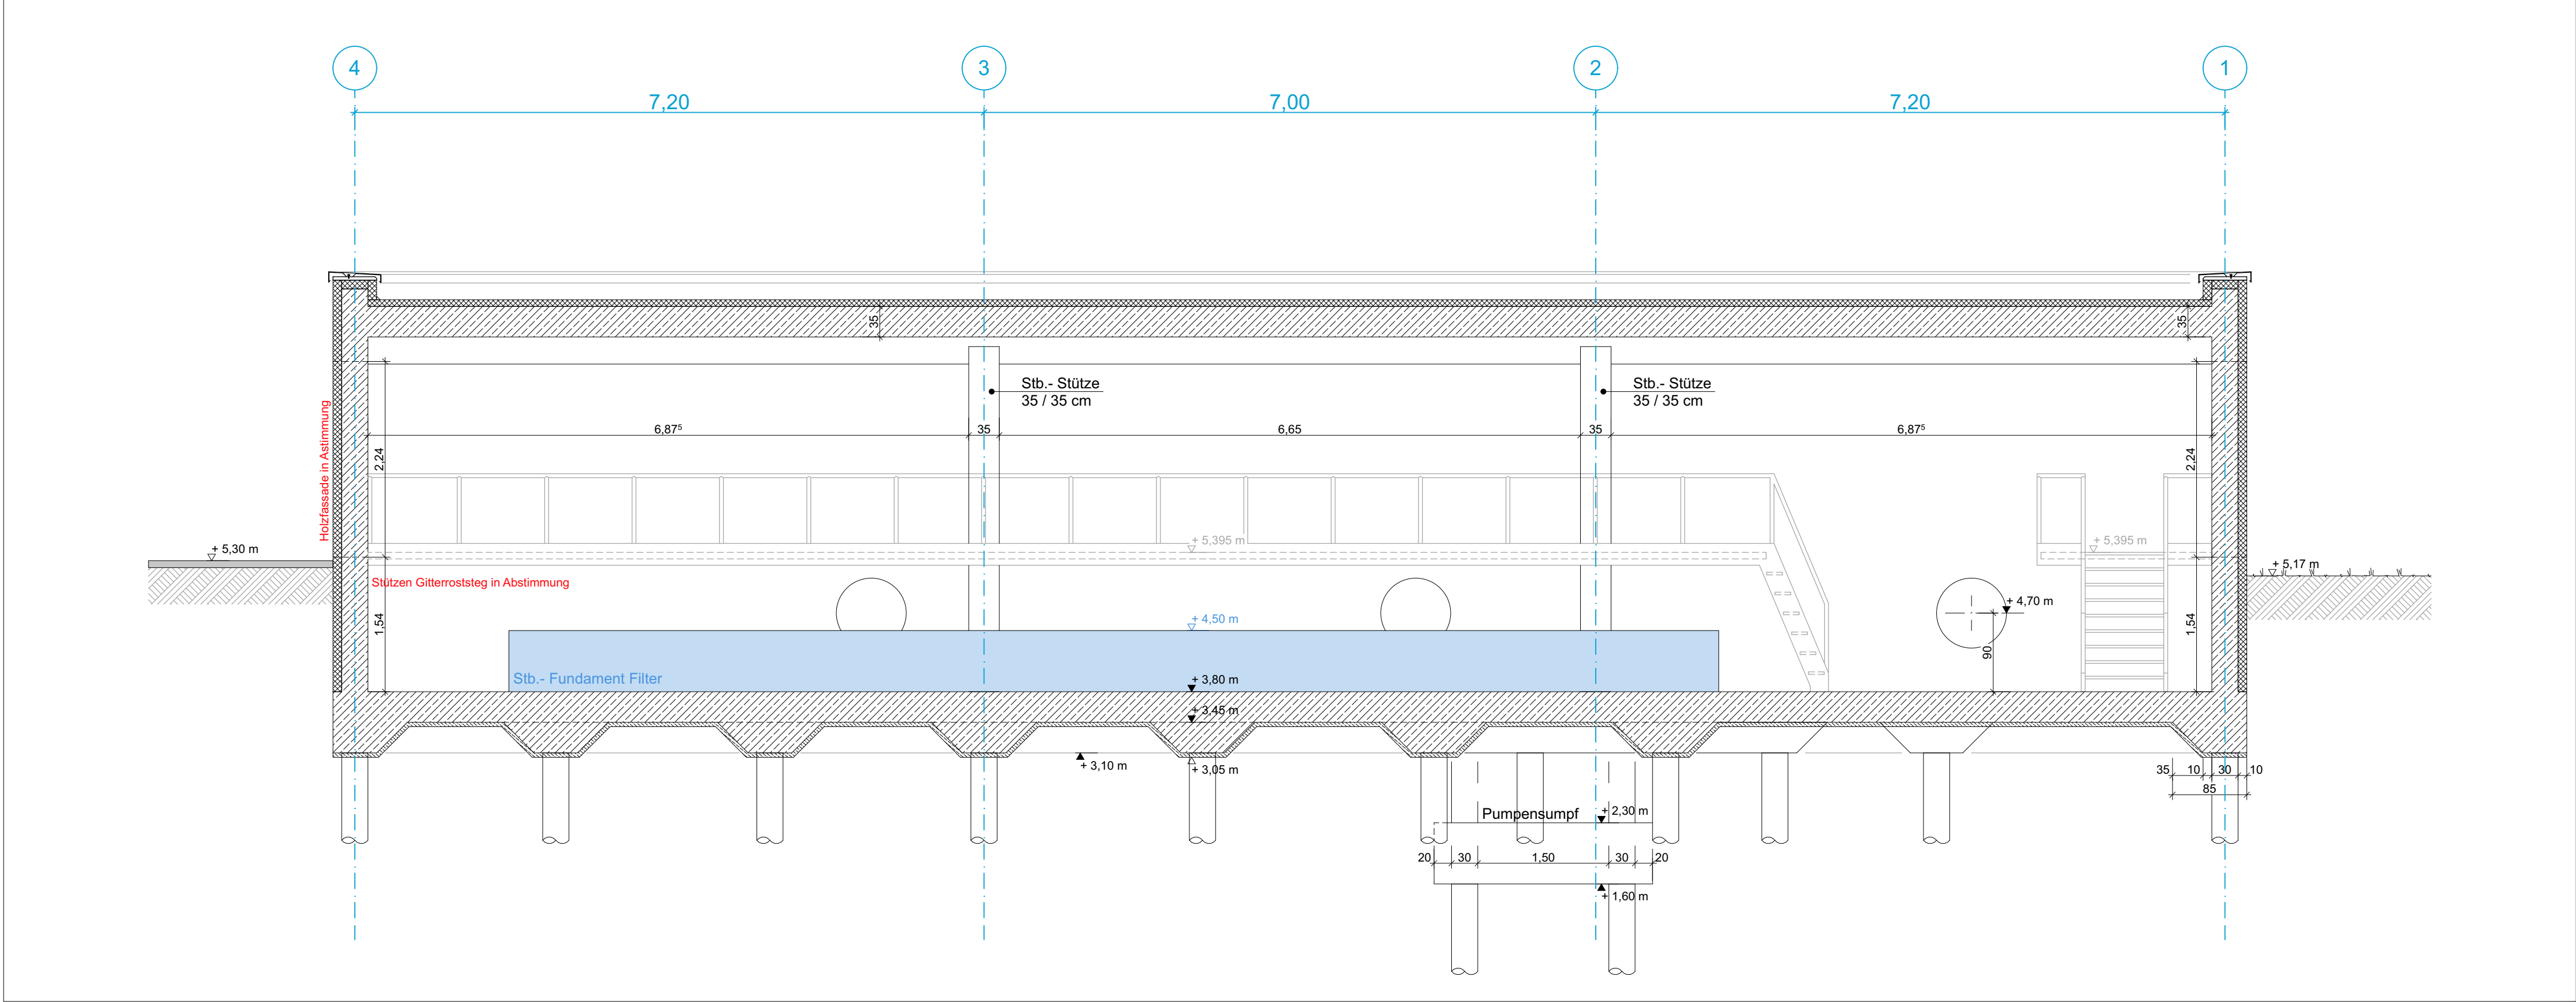 4
3
2
1
7,20
7,00
7,20
35
35
Stb.- Stütze
35 / 35 cm
Stb.- Stütze
35 / 35 cm
6,87⁵
35
6,65
35
6,87⁵
2,24
2,24
Holzfassade in Astimmung
+ 5,30 m
+ 5,395 m
+ 5,395 m
+ 5,17 m
Stützen Gitterroststeg in Abstimmung
1,54
+ 4,50 m
+ 4,70 m
1,54
90
Stb.- Fundament Filter
+ 3,80 m
+ 3,45 m
+ 3,10 m
+ 3,05 m
35
10
30
10
85
Pumpensumpf
+ 2,30 m
20
30
1,50
30
20
+ 1,60 m